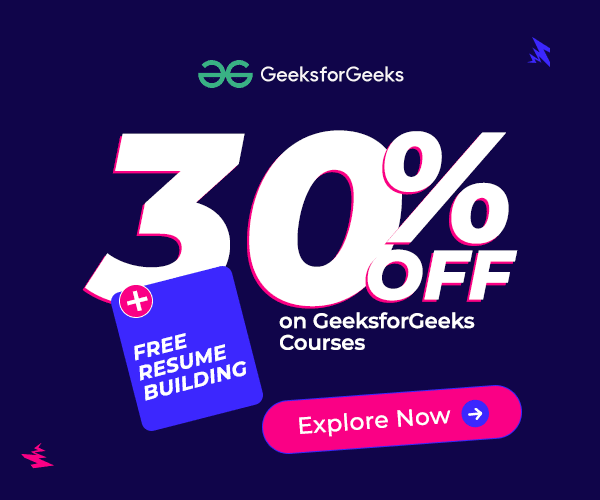 GeeksforGeeks
30%
OFF
on GeeksforGeeks
Courses
+
FREE
RESUME
BUILDING
Explore Now